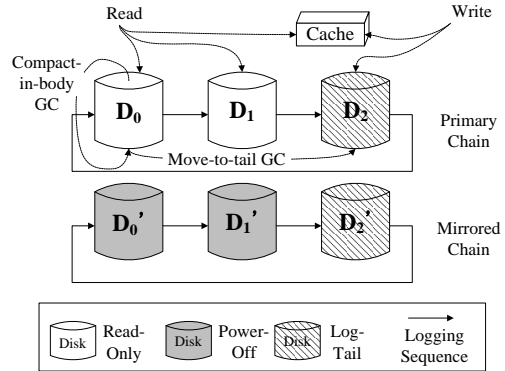 Read
Write
Cache
Compact-
in-body
GC
D0
D1
D2
Primary
Chain
Move-to-tail GC
D0'
D1'
D2'
Mirrored
Chain
Disk
Read-
Only
Disk
Power-
Off
Disk
Log-
Tail
Logging
Sequence